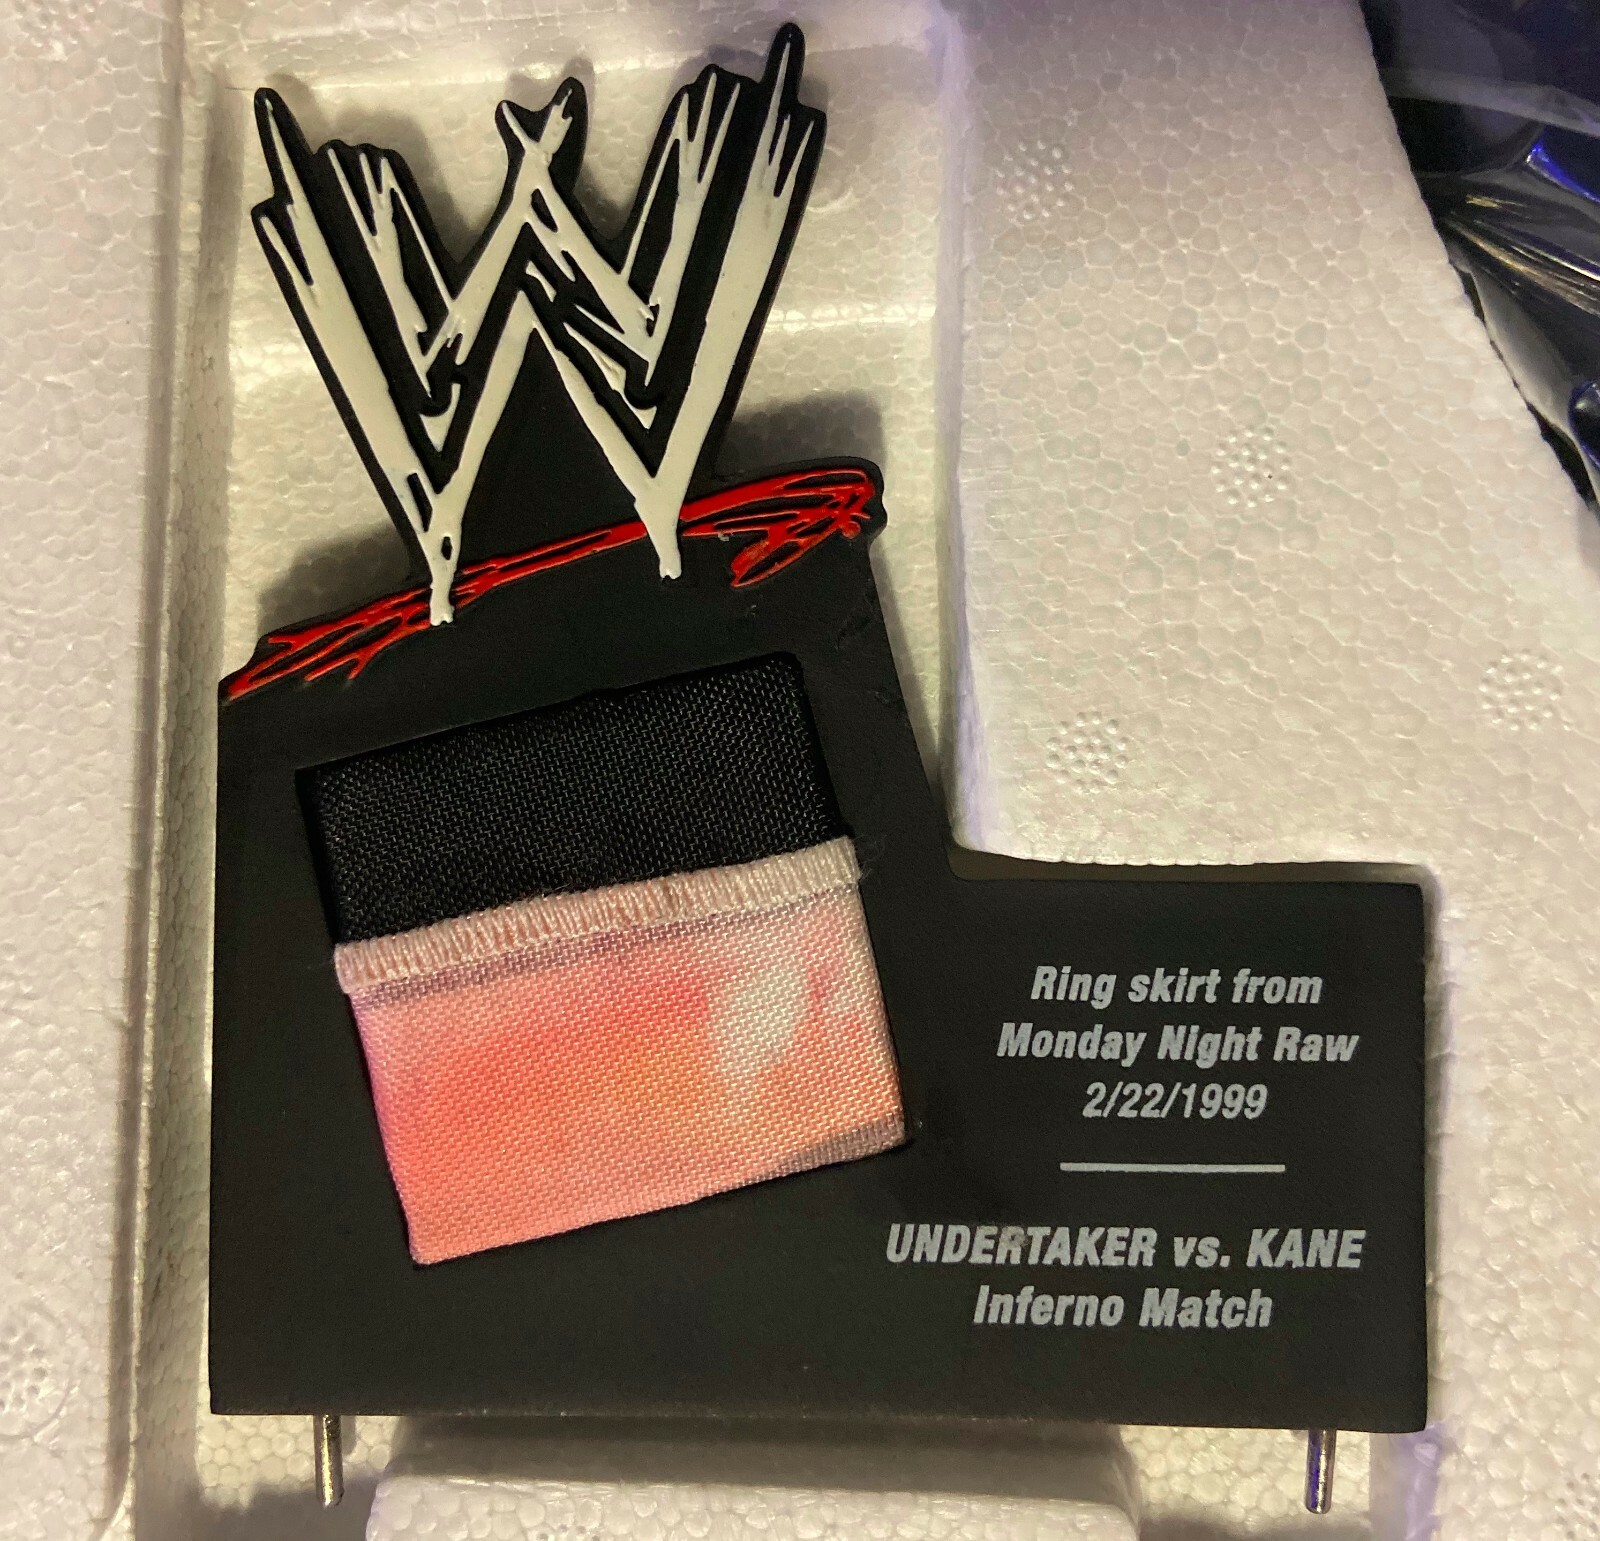 W
Ring skirt from
Monday Night Raw
2/22/1999
UNDERTAKER vs. KANE
Inferno Match